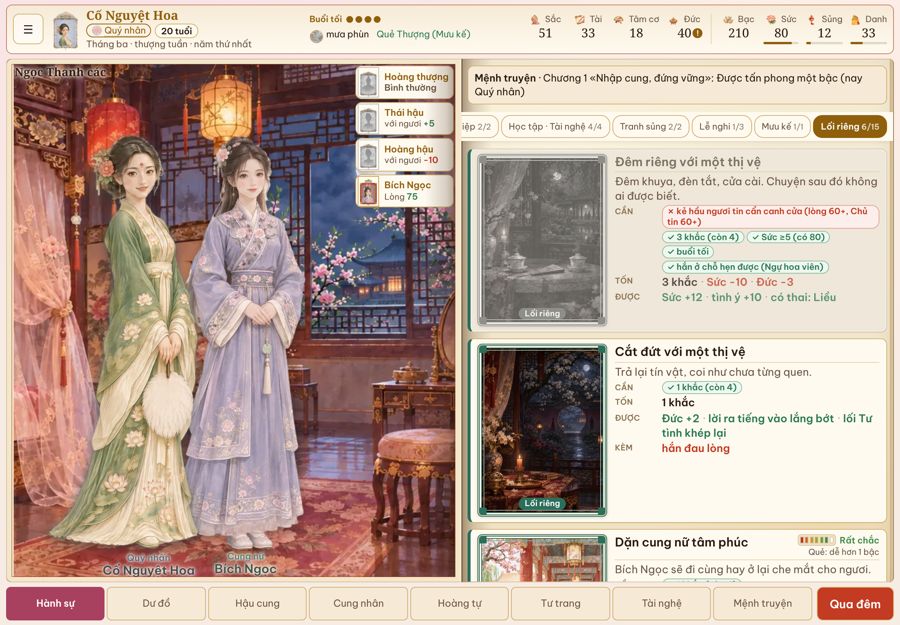 Cố Nguyệt Hoa
Quý nhân
20 tuổi
Tháng ba · thượng tuần · năm thứ nhất
Buổi tối
mưa phùn Quẻ Thượng (Mưu kế)
Sắc
51
Tài
33
Tâm cơ
18
Đức
40
Bạc
210
Sức
80
Sủng
12
Danh
33
Ngọc Thanh các
Hoàng thượng
Bình thường
Thái hậu
với ngươi +5
Hoàng hậu
với ngươi -10
Bích Ngọc
Lòng 75
Quý nhân
Cố Nguyệt Hoa
Cung nữ
Bích Ngọc
Mệnh truyện · Chương 1 «Nhập cung, đứng vững»: Được tấn phong một bậc (nay
Quý nhân)
iệp 2/2
Học tập · Tài nghệ 4/4
Tranh sủng 2/2
Lễ nghi 1/3
Mưu kế 1/1
Lối riêng 6/15
Lối riêng
Đêm riêng với một thị vệ
Đêm khuya, đèn tắt, cửa cài. Chuyện sau đó không
ai được biết.
CẦN
× kẻ hầu ngươi tin cẩn canh cửa (lòng 60+, Chủ
tin 60+)
✓ 3 khắc (còn 4)
✓ Sức ≥5 (có 80)
✓ buổi tối
✓ hắn ở chỗ hẹn được (Ngự hoa viên)
TỐN
3 khắc · Sức -10 · Đức -3
ĐƯỢC
Sức +12 · tình ý +10 · có thai: Liều
Lối riêng
Cắt đứt với một thị vệ
Trả lại tín vật, coi như chưa từng quen.
CẦN
✓ 1 khắc (còn 4)
TỐN
1 khắc
ĐƯỢC
Đức +2 · lời ra tiếng vào lắng bớt · lối Tư
tình khép lại
KÈM
hắn đau lòng
Dặn cung nữ tâm phúc
Rất chắc
Quẻ: dễ hơn 1 bậc
Bích Ngọc sẽ đi cùng hay ở lại che mắt cho ngươi.
Hành sự
Dư đồ
Hậu cung
Cung nhân
Hoàng tự
Tư trang
Tài nghệ
Mệnh truyện
Qua đêm